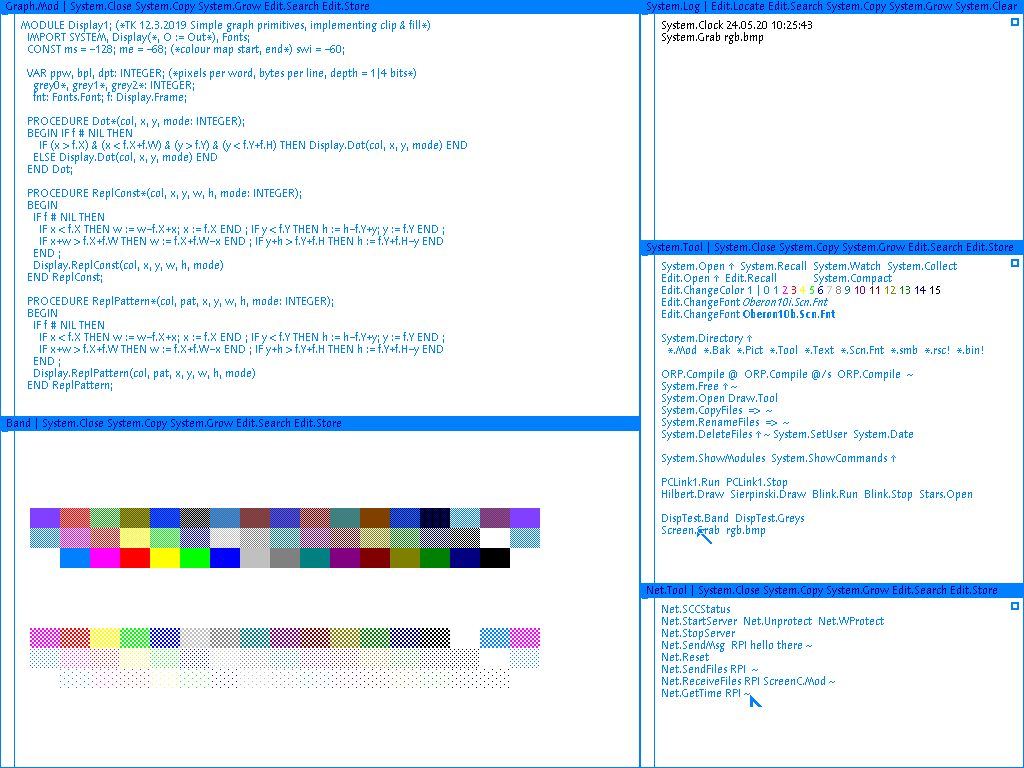 Graph.Mod | System.Close System.Copy System.Grow Edit.Search Edit.Store
MODULE Display1; (*TK 12.3.2019 Simple graph primitives, implementing clip & fill*)
IMPORT SYSTEM, Display(*, O := Out*), Fonts;
CONST ms = −128; me = −68; (*colour map start, end*) swi = −60;
VAR ppw, bpl, dpt: INTEGER; (*pixels per word, bytes per line, depth = 1|4 bits*)
grey0*, grey1*, grey2*: INTEGER;
fnt: Fonts.Font; f: Display.Frame;
PROCEDURE Dot*(col, x, y, mode: INTEGER);
BEGIN IF f # NIL THEN
IF (x > f.X) & (x < f.X+f.W) & (y > f.Y) & (y < f.Y+f.H) THEN Display.Dot(col, x, y, mode) END
ELSE Display.Dot(col, x, y, mode) END
END Dot;
PROCEDURE ReplConst*(col, x, y, w, h, mode: INTEGER);
BEGIN
IF f # NIL THEN
IF x < f.X THEN w := w−f.X+x; x := f.X END ; IF y < f.Y THEN h := h−f.Y+y; y := f.Y END ;
IF x+w > f.X+f.W THEN w := f.X+f.W−x END ; IF y+h > f.Y+f.H THEN h := f.Y+f.H−y END
END ;
Display.ReplConst(col, x, y, w, h, mode)
END ReplConst;
PROCEDURE ReplPattern*(col, pat, x, y, w, h, mode: INTEGER);
BEGIN
IF f # NIL THEN
IF x < f.X THEN w := w−f.X+x; x := f.X END ; IF y < f.Y THEN h := h−f.Y+y; y := f.Y END ;
IF x+w > f.X+f.W THEN w := f.X+f.W−x END ; IF y+h > f.Y+f.H THEN h := f.Y+f.H−y END
END ;
Display.ReplPattern(col, pat, x, y, w, h, mode)
END ReplPattern;
Band | System.Close System.Copy System.Grow Edit.Search Edit.Store
System.Log | Edit.Locate Edit.Search System.Copy System.Grow System.Clear
System.Clock 24.05.20 10:25:43
System.Grab rgb.bmp
System.Tool | System.Close System.Copy System.Grow Edit.Search Edit.Store
System.Open ↑ System.Recall System.Watch System.Collect
Edit.Open ↑ Edit.Recall System.Compact
Edit.ChangeColor 1 | 0 1 2 3 4 5 6 7 8 9 10 11 12 13 14 15
Edit.ChangeFont Oberon10i.Scn.Fnt
Edit.ChangeFont Oberon10b.Scn.Fnt
System.Directory ↑
*.Mod *.Bak *.Pict *.Tool *.Text *.Scn.Fnt *.smb *.rsc! *.bin!
ORP.Compile @ ORP.Compile @/s ORP.Compile ~
System.Free ↑ ~
System.Open Draw.Tool
System.CopyFiles => ~
System.RenameFiles => ~
System.DeleteFiles ↑ ~ System.SetUser System.Date
System.ShowModules System.ShowCommands ↑
PCLink1.Run PCLink1.Stop
Hilbert.Draw Sierpinski.Draw Blink.Run Blink.Stop Stars.Open
DispTest.Band DispTest.Greys
Screen.Grab rgb.bmp
Net.Tool | System.Close System.Copy System.Grow Edit.Search Edit.Store
Net.SCCStatus
Net.StartServer Net.Unprotect Net.WProtect
Net.StopServer
Net.SendMsg RPI hello there ~
Net.Reset
Net.SendFiles RPI ~
Net.ReceiveFiles RPI ScreenC.Mod ~
Net.GetTime RPI ~